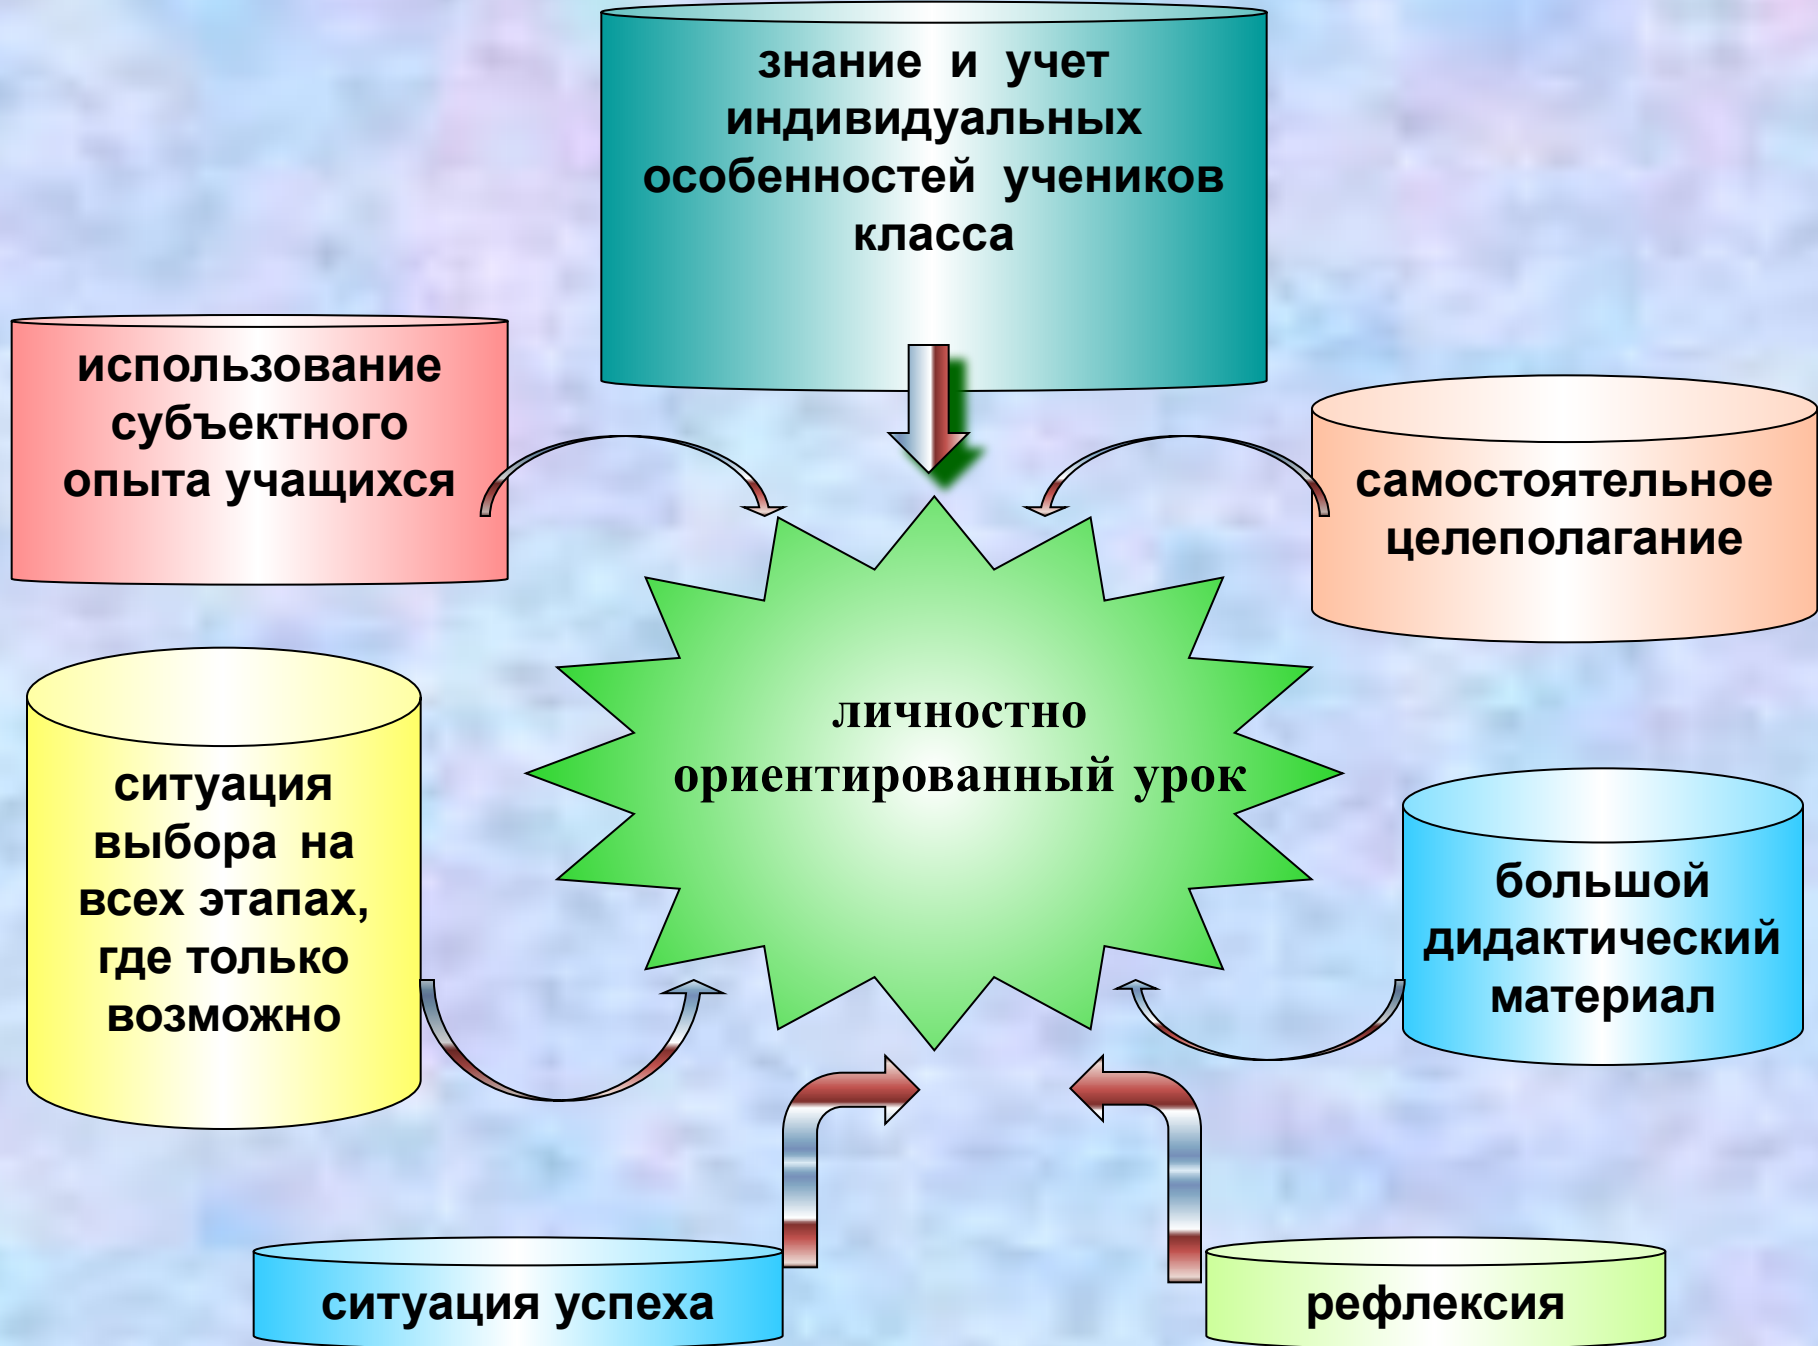 знание и учет
индивидуальных
особенностей учеников
класса
использование
субъектного
опыта учащихся
самостоятельное
целеполагание
личностно
ориентированный урок
ситуация
выбора на
всех этапах,
где только
возможно
большой
дидактический
материал
ситуация успеха
рефлексия